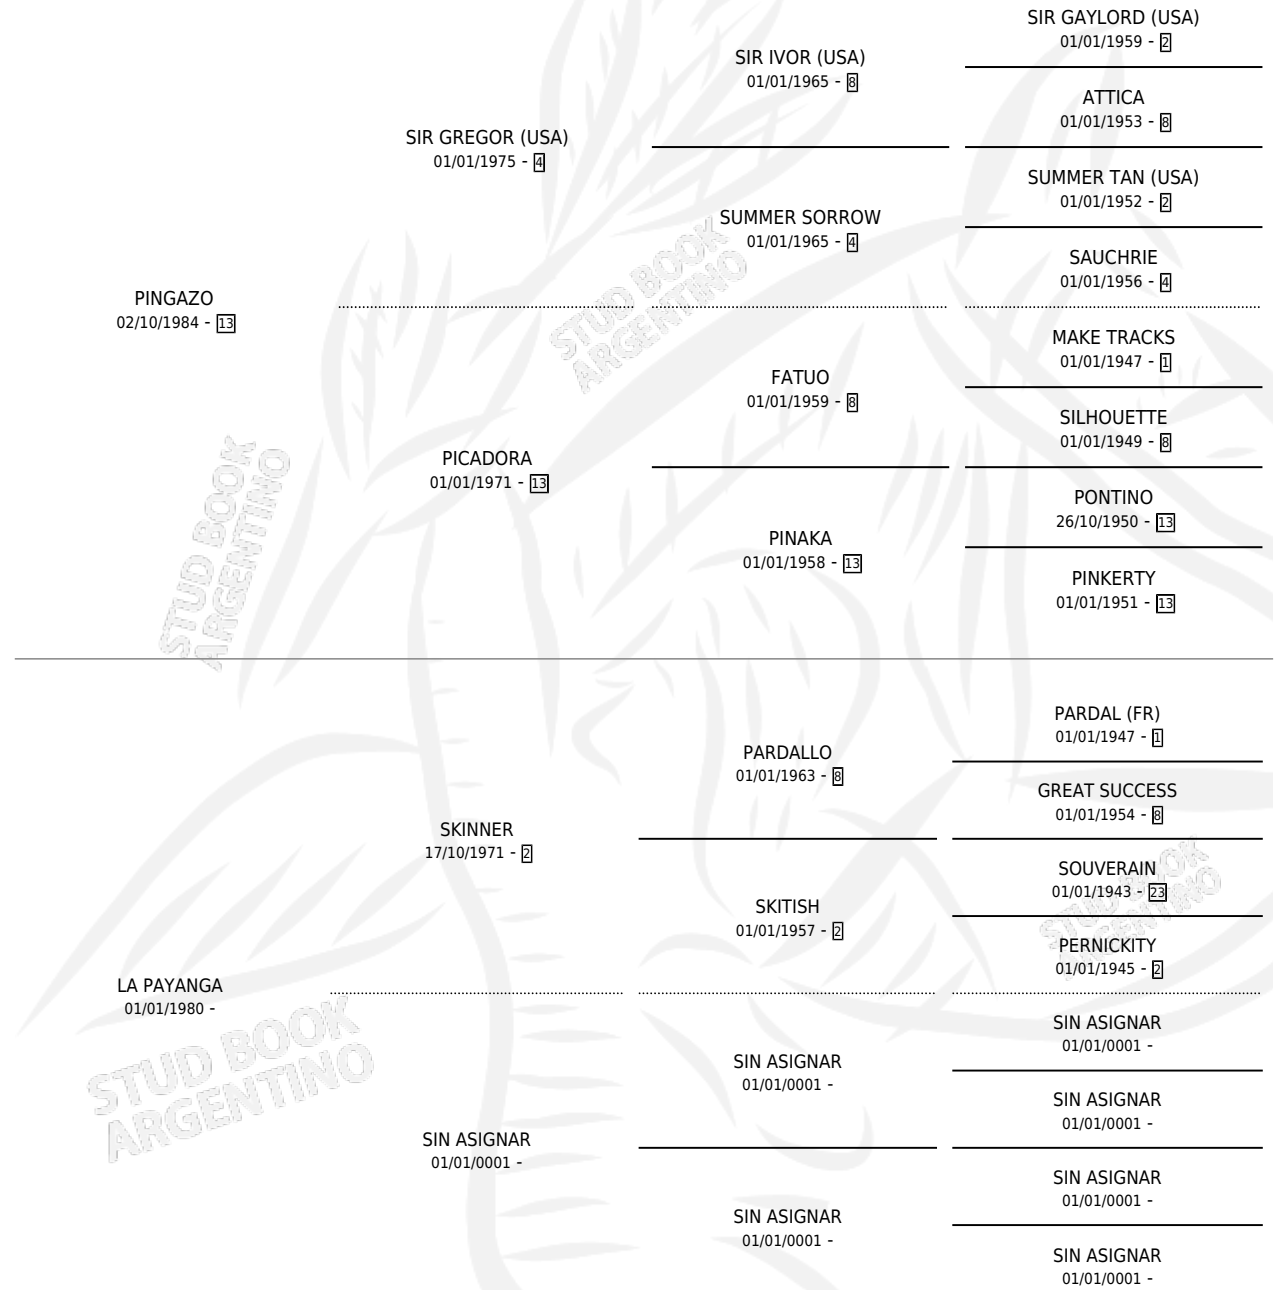 SIR GAYLORD (USA)
01/01/1959 - 2
SIR IVOR (USA)
01/01/1965 - 8
ATTICA
01/01/1953 - 8
SIR GREGOR (USA)
01/01/1975 - 4
SUMMER TAN (USA)
01/01/1952 - 2
SUMMER SORROW
01/01/1965 - 4
SAUCHRIE
01/01/1956 - 4
PINGAZO
02/10/1984 - 13
MAKE TRACKS
01/01/1947 - 1
FATUO
01/01/1959 - 8
SILHOUETTE
01/01/1949 - 8
PICADORA
01/01/1971 - 13
PONTINO
26/10/1950 - 13
PINAKA
01/01/1958 - 13
PINKERTY
01/01/1951 - 13
PARDAL (FR)
01/01/1947 - 1
PARDALLO
01/01/1963 - 8
GREAT SUCCESS
01/01/1954 - 8
SKINNER
17/10/1971 - 2
SOUVERAIN
01/01/1943 - 23
SKITISH
01/01/1957 - 2
PERNICKITY
01/01/1945 - 2
LA PAYANGA
01/01/1980 -
SIN ASIGNAR
01/01/0001 -
SIN ASIGNAR
01/01/0001 -
SIN ASIGNAR
01/01/0001 -
SIN ASIGNAR
01/01/0001 -
SIN ASIGNAR
01/01/0001 -
SIN ASIGNAR
01/01/0001 -
SIN ASIGNAR
01/01/0001 -
STUD BOOK
ARGENTINO
STUD BOOK
ARGENTINO
STUD BOOK
ARGENTINO
STUD BOOK
ARGENTINO